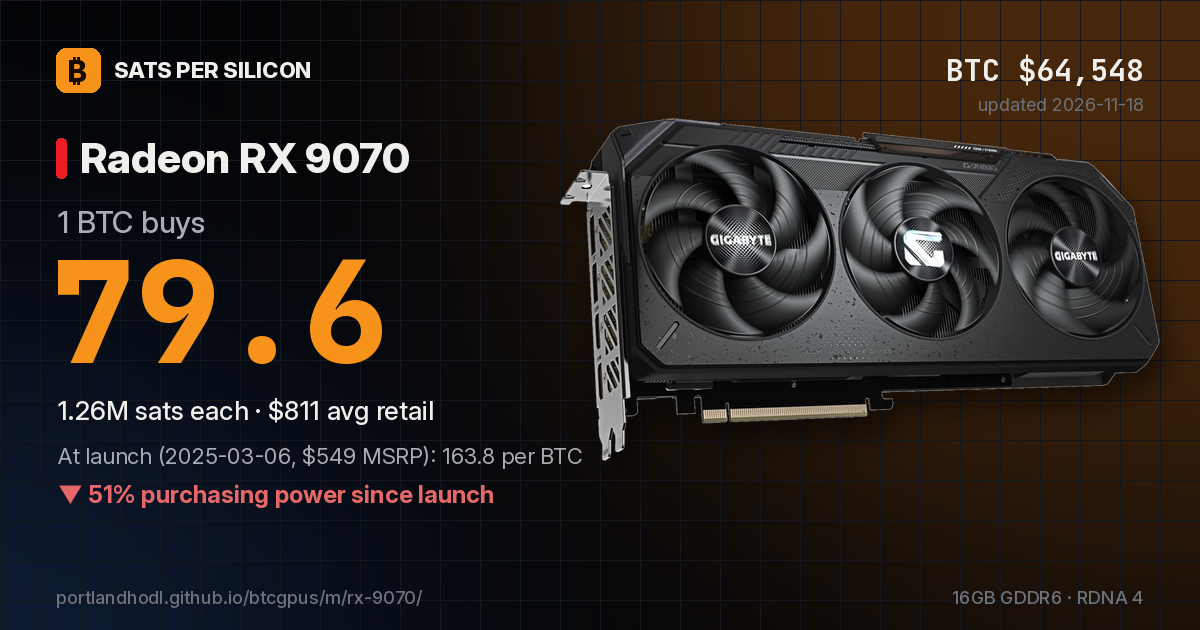 SATS PER SILICON
BTC $64,548
updated 2026-11-18
Radeon RX 9070
1 BTC buys
79.6
1.26M sats each · $811 avg retail
At launch (2025-03-06, $549 MSRP): 163.8 per BTC
▼ 51% purchasing power since launch
GIGABYTE
GIGABYTE
GAMING
portlandhodl.github.io/btcgpus/m/rx-9070/
16GB GDDR6 · RDNA 4